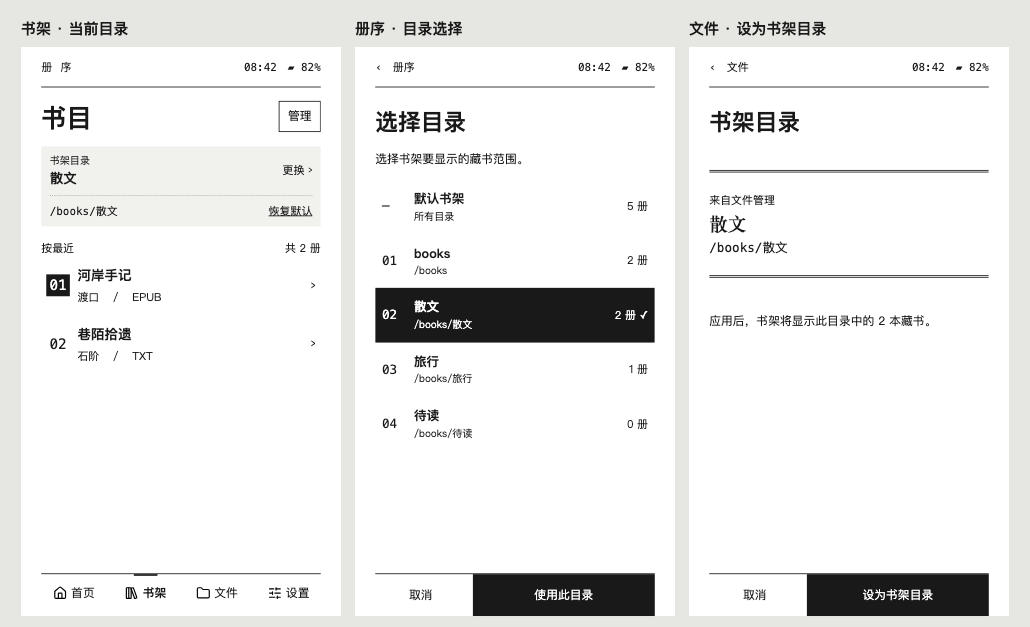 书架 · 当前目录
册 序 08:42 82%
书目 管理
书架目录
散文 更换 ›
/books/散文 恢复默认
按最近 共 2 册
01 河岸手记 ›
渡口 / EPUB
02 巷陌拾遗 ›
石阶 / TXT
首页 书架 文件 设置
册序 · 目录选择
‹ 册序 08:42 82%
选择目录
选择书架要显示的藏书范围。
— 默认书架 5 册
所有目录
01 books 2 册
/books
02 散文 2 册 ✓
/books/散文
03 旅行 1 册
/books/旅行
04 待读 0 册
/books/待读
取消 使用此目录
文件 · 设为书架目录
‹ 文件 08:42 82%
书架目录
来自文件管理
散文
/books/散文
应用后，书架将显示此目录中的 2 本藏书。
取消 设为书架目录